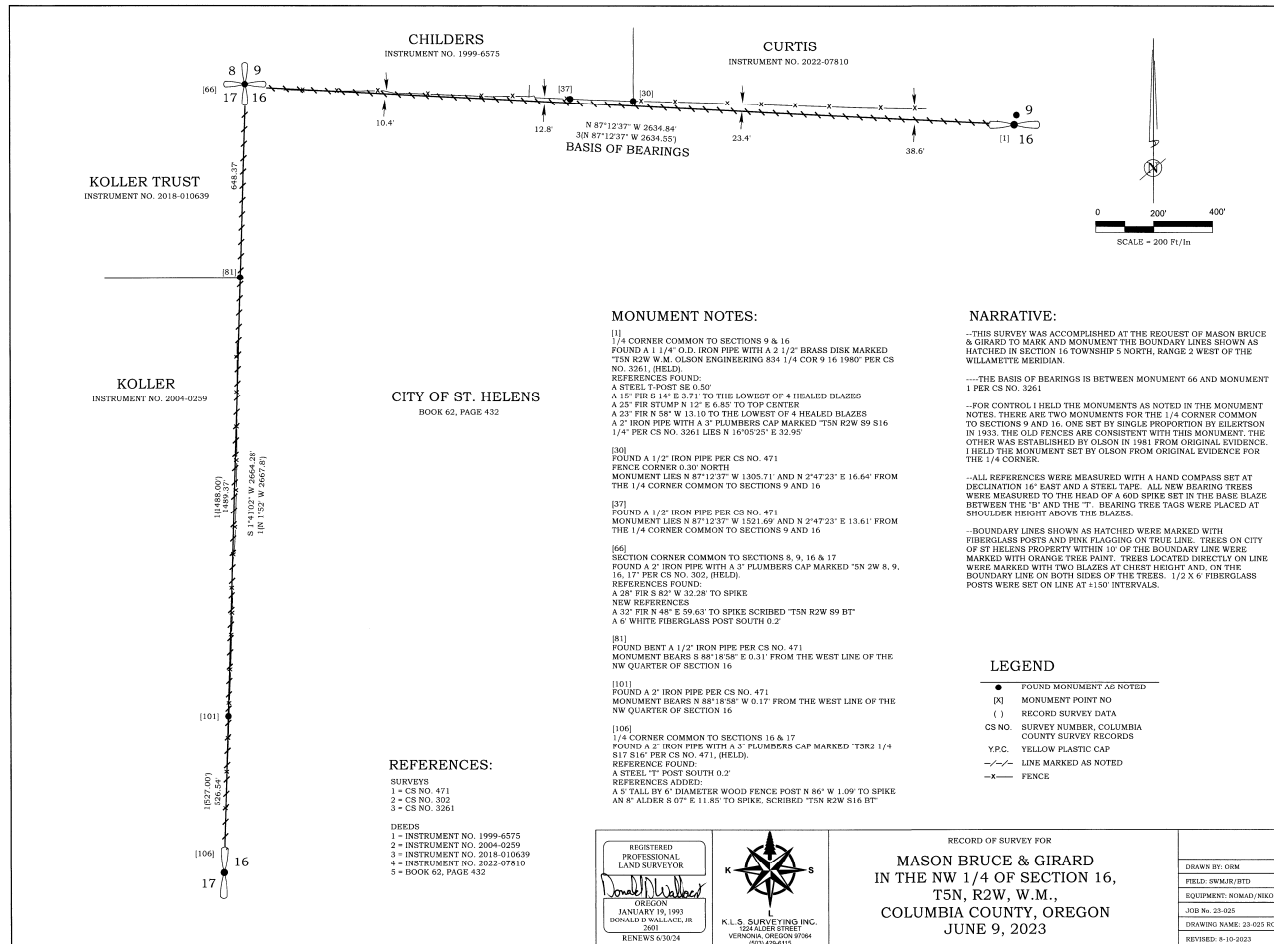 CHILDERS
INSTRUMENT NO. 1999-6575
CURTIS
INSTRUMENT NO. 2022-07810
8 9
[66]
17 16
[37]
[30]
10.4'
12.8'
N 87°12'37" W 2634.84'
3(N 87°12'37" W 2634.55')
BASIS OF BEARINGS
23.4'
38.6'
9
[1] 16
N
0 200' 400'
SCALE = 200 Ft/In
648.37'
KOLLER TRUST
INSTRUMENT NO. 2018-010639
[81]
KOLLER
INSTRUMENT NO. 2004-0259
CITY OF ST. HELENS
BOOK 62, PAGE 432
1(1488.00')
1489.37'
S 1°41'02" W 2664.28'
1(N 1°52' W 2667.8')
[101]
1(527.00')
526.54'
[106] 16
17
REFERENCES:
SURVEYS
1 = CS NO. 471
2 = CS NO. 302
3 = CS NO. 3261
DEEDS
1 = INSTRUMENT NO. 1999-6575
2 = INSTRUMENT NO. 2004-0259
3 = INSTRUMENT NO. 2018-010639
4 = INSTRUMENT NO. 2022-07810
5 = BOOK 62, PAGE 432
MONUMENT NOTES:
[1]
1/4 CORNER COMMON TO SECTIONS 9 & 16
FOUND A 1 1/4" O.D. IRON PIPE WITH A 2 1/2" BRASS DISK MARKED
"T5N R2W W.M. OLSON ENGINEERING 834 1/4 COR 9 16 1980" PER CS
NO. 3261, (HELD).
REFERENCES FOUND:
A STEEL T-POST SE 0.50'
A 15" FIR S 14° E 3.71' TO THE LOWEST OF 4 HEALED BLAZES
A 25" FIR STUMP N 12° E 6.85' TO TOP CENTER
A 23" FIR N 58° W 13.10 TO THE LOWEST OF 4 HEALED BLAZES
A 2" IRON PIPE WITH A 3" PLUMBERS CAP MARKED "T5N R2W S9 S16
1/4" PER CS NO. 3261 LIES N 16°05'25" E 32.95'
[30]
FOUND A 1/2" IRON PIPE PER CS NO. 471
FENCE CORNER 0.30' NORTH
MONUMENT LIES N 87°12'37" W 1305.71' AND N 2°47'23" E 16.64' FROM
THE 1/4 CORNER COMMON TO SECTIONS 9 AND 16
[37]
FOUND A 1/2" IRON PIPE PER CS NO. 471
MONUMENT LIES N 87°12'37" W 1521.69' AND N 2°47'23" E 13.61' FROM
THE 1/4 CORNER COMMON TO SECTIONS 9 AND 16
[66]
SECTION CORNER COMMON TO SECTIONS 8, 9, 16 & 17
FOUND A 2" IRON PIPE WITH A 3" PLUMBERS CAP MARKED "5N 2W 8, 9,
16, 17" PER CS NO. 302, (HELD).
REFERENCES FOUND:
A 28" FIR S 82° W 32.28' TO SPIKE
NEW REFERENCES
A 32" FIR N 48° E 59.63' TO SPIKE SCRIBED "T5N R2W S9 BT"
A 6' WHITE FIBERGLASS POST SOUTH 0.2'
[81]
FOUND BENT A 1/2" IRON PIPE PER CS NO. 471
MONUMENT BEARS S 88°18'58" E 0.31' FROM THE WEST LINE OF THE
NW QUARTER OF SECTION 16
[101]
FOUND A 2" IRON PIPE PER CS NO. 471
MONUMENT BEARS N 88°18'58" W 0.17' FROM THE WEST LINE OF THE
NW QUARTER OF SECTION 16
[106]
1/4 CORNER COMMON TO SECTIONS 16 & 17
FOUND A 2" IRON PIPE WITH A 3" PLUMBERS CAP MARKED "T5R2 1/4
S17 S16" PER CS NO. 471, (HELD).
REFERENCE FOUND:
A STEEL "T" POST SOUTH 0.2'
REFERENCES ADDED:
A 5' TALL BY 6" DIAMETER WOOD FENCE POST N 86° W 1.09' TO SPIKE
AN 8" ALDER S 07° E 11.85' TO SPIKE, SCRIBED "T5N R2W S16 BT"
NARRATIVE:
--THIS SURVEY WAS ACCOMPLISHED AT THE REQUEST OF MASON BRUCE
& GIRARD TO MARK AND MONUMENT THE BOUNDARY LINES SHOWN AS
HATCHED IN SECTION 16 TOWNSHIP 5 NORTH, RANGE 2 WEST OF THE
WILLAMETTE MERIDIAN.
----THE BASIS OF BEARINGS IS BETWEEN MONUMENT 66 AND MONUMENT
1 PER CS NO. 3261
--FOR CONTROL I HELD THE MONUMENTS AS NOTED IN THE MONUMENT
NOTES. THERE ARE TWO MONUMENTS FOR THE 1/4 CORNER COMMON
TO SECTIONS 9 AND 16. ONE SET BY SINGLE PROPORTION BY EILERTSON
IN 1933. THE OLD FENCES ARE CONSISTENT WITH THIS MONUMENT. THE
OTHER WAS ESTABLISHED BY OLSON IN 1981 FROM ORIGINAL EVIDENCE.
I HELD THE MONUMENT SET BY OLSON FROM ORIGINAL EVIDENCE FOR
THE 1/4 CORNER.
--ALL REFERENCES WERE MEASURED WITH A HAND COMPASS SET AT
DECLINATION 16° EAST AND A STEEL TAPE. ALL NEW BEARING TREES
WERE MEASURED TO THE HEAD OF A 60D SPIKE SET IN THE BASE BLAZE
BETWEEN THE "B" AND THE "T". BEARING TREE TAGS WERE PLACED AT
SHOULDER HEIGHT ABOVE THE BLAZES.
--BOUNDARY LINES SHOWN AS HATCHED WERE MARKED WITH
FIBERGLASS POSTS AND PINK FLAGGING ON TRUE LINE. TREES ON CITY
OF ST HELENS PROPERTY WITHIN 10' OF THE BOUNDARY LINE WERE
MARKED WITH ORANGE TREE PAINT. TREES LOCATED DIRECTLY ON LINE
WERE MARKED WITH TWO BLAZES AT CHEST HEIGHT AND, ON THE
BOUNDARY LINE ON BOTH SIDES OF THE TREES. 1/2 X 6' FIBERGLASS
POSTS WERE SET ON LINE AT ±150' INTERVALS.
LEGEND
FOUND MONUMENT AS NOTED
[X] MONUMENT POINT NO
( ) RECORD SURVEY DATA
CS NO. SURVEY NUMBER, COLUMBIA
COUNTY SURVEY RECORDS
Y.P.C. YELLOW PLASTIC CAP
LINE MARKED AS NOTED
—X— FENCE
REGISTERED
PROFESSIONAL
LAND SURVEYOR
Donald D Wallace Jr
OREGON
JANUARY 19, 1993
DONALD D WALLACE, JR
2601
RENEWS 6/30/24
K S
L
K.L.S. SURVEYING INC.
1224 ALDER STREET
VERNONIA, OREGON 97064
(503) 429-6115
RECORD OF SURVEY FOR
MASON BRUCE & GIRARD
IN THE NW 1/4 OF SECTION 16,
T5N, R2W, W.M.,
COLUMBIA COUNTY, OREGON
JUNE 9, 2023
DRAWN BY: ORM
FIELD: SWMJR/BTD
EQUIPMENT: NOMAD/NIKO
JOB No. 23-025
DRAWING NAME: 23-025 RO
REVISED: 8-10-2023